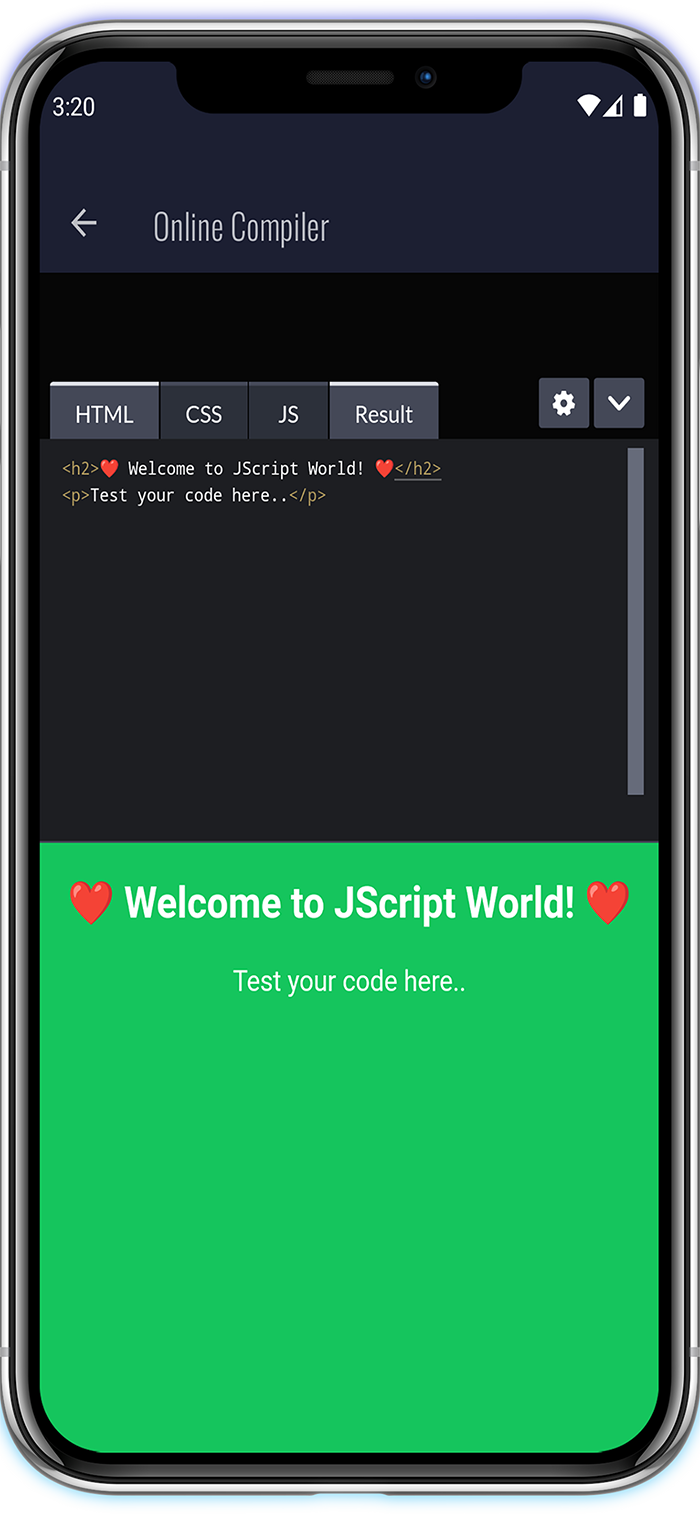 3:20
Online Compiler
HTML CSS JS Result
<h2>❤️ Welcome to JScript World! ❤️</h2>
<p>Test your code here..</p>
❤️ Welcome to JScript World! ❤️
Test your code here..